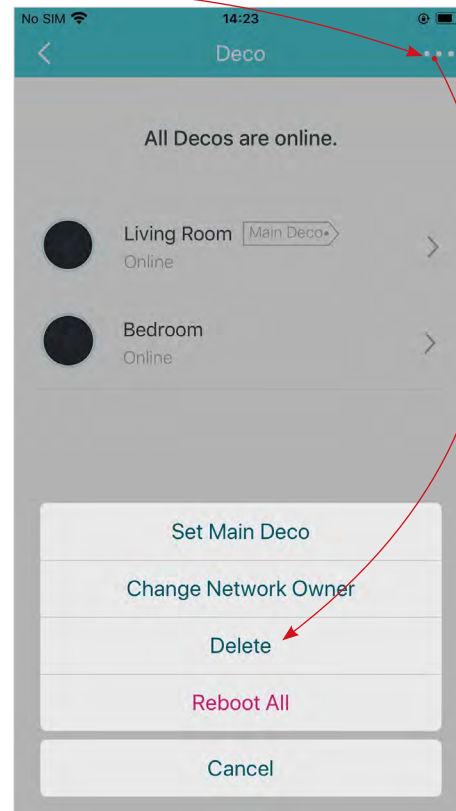 No SIM 14:23
Deco
All Decos are online.
Living Room Main Deco
Online
Bedroom
Online
Set Main Deco
Change Network Owner
Delete
Reboot All
Cancel